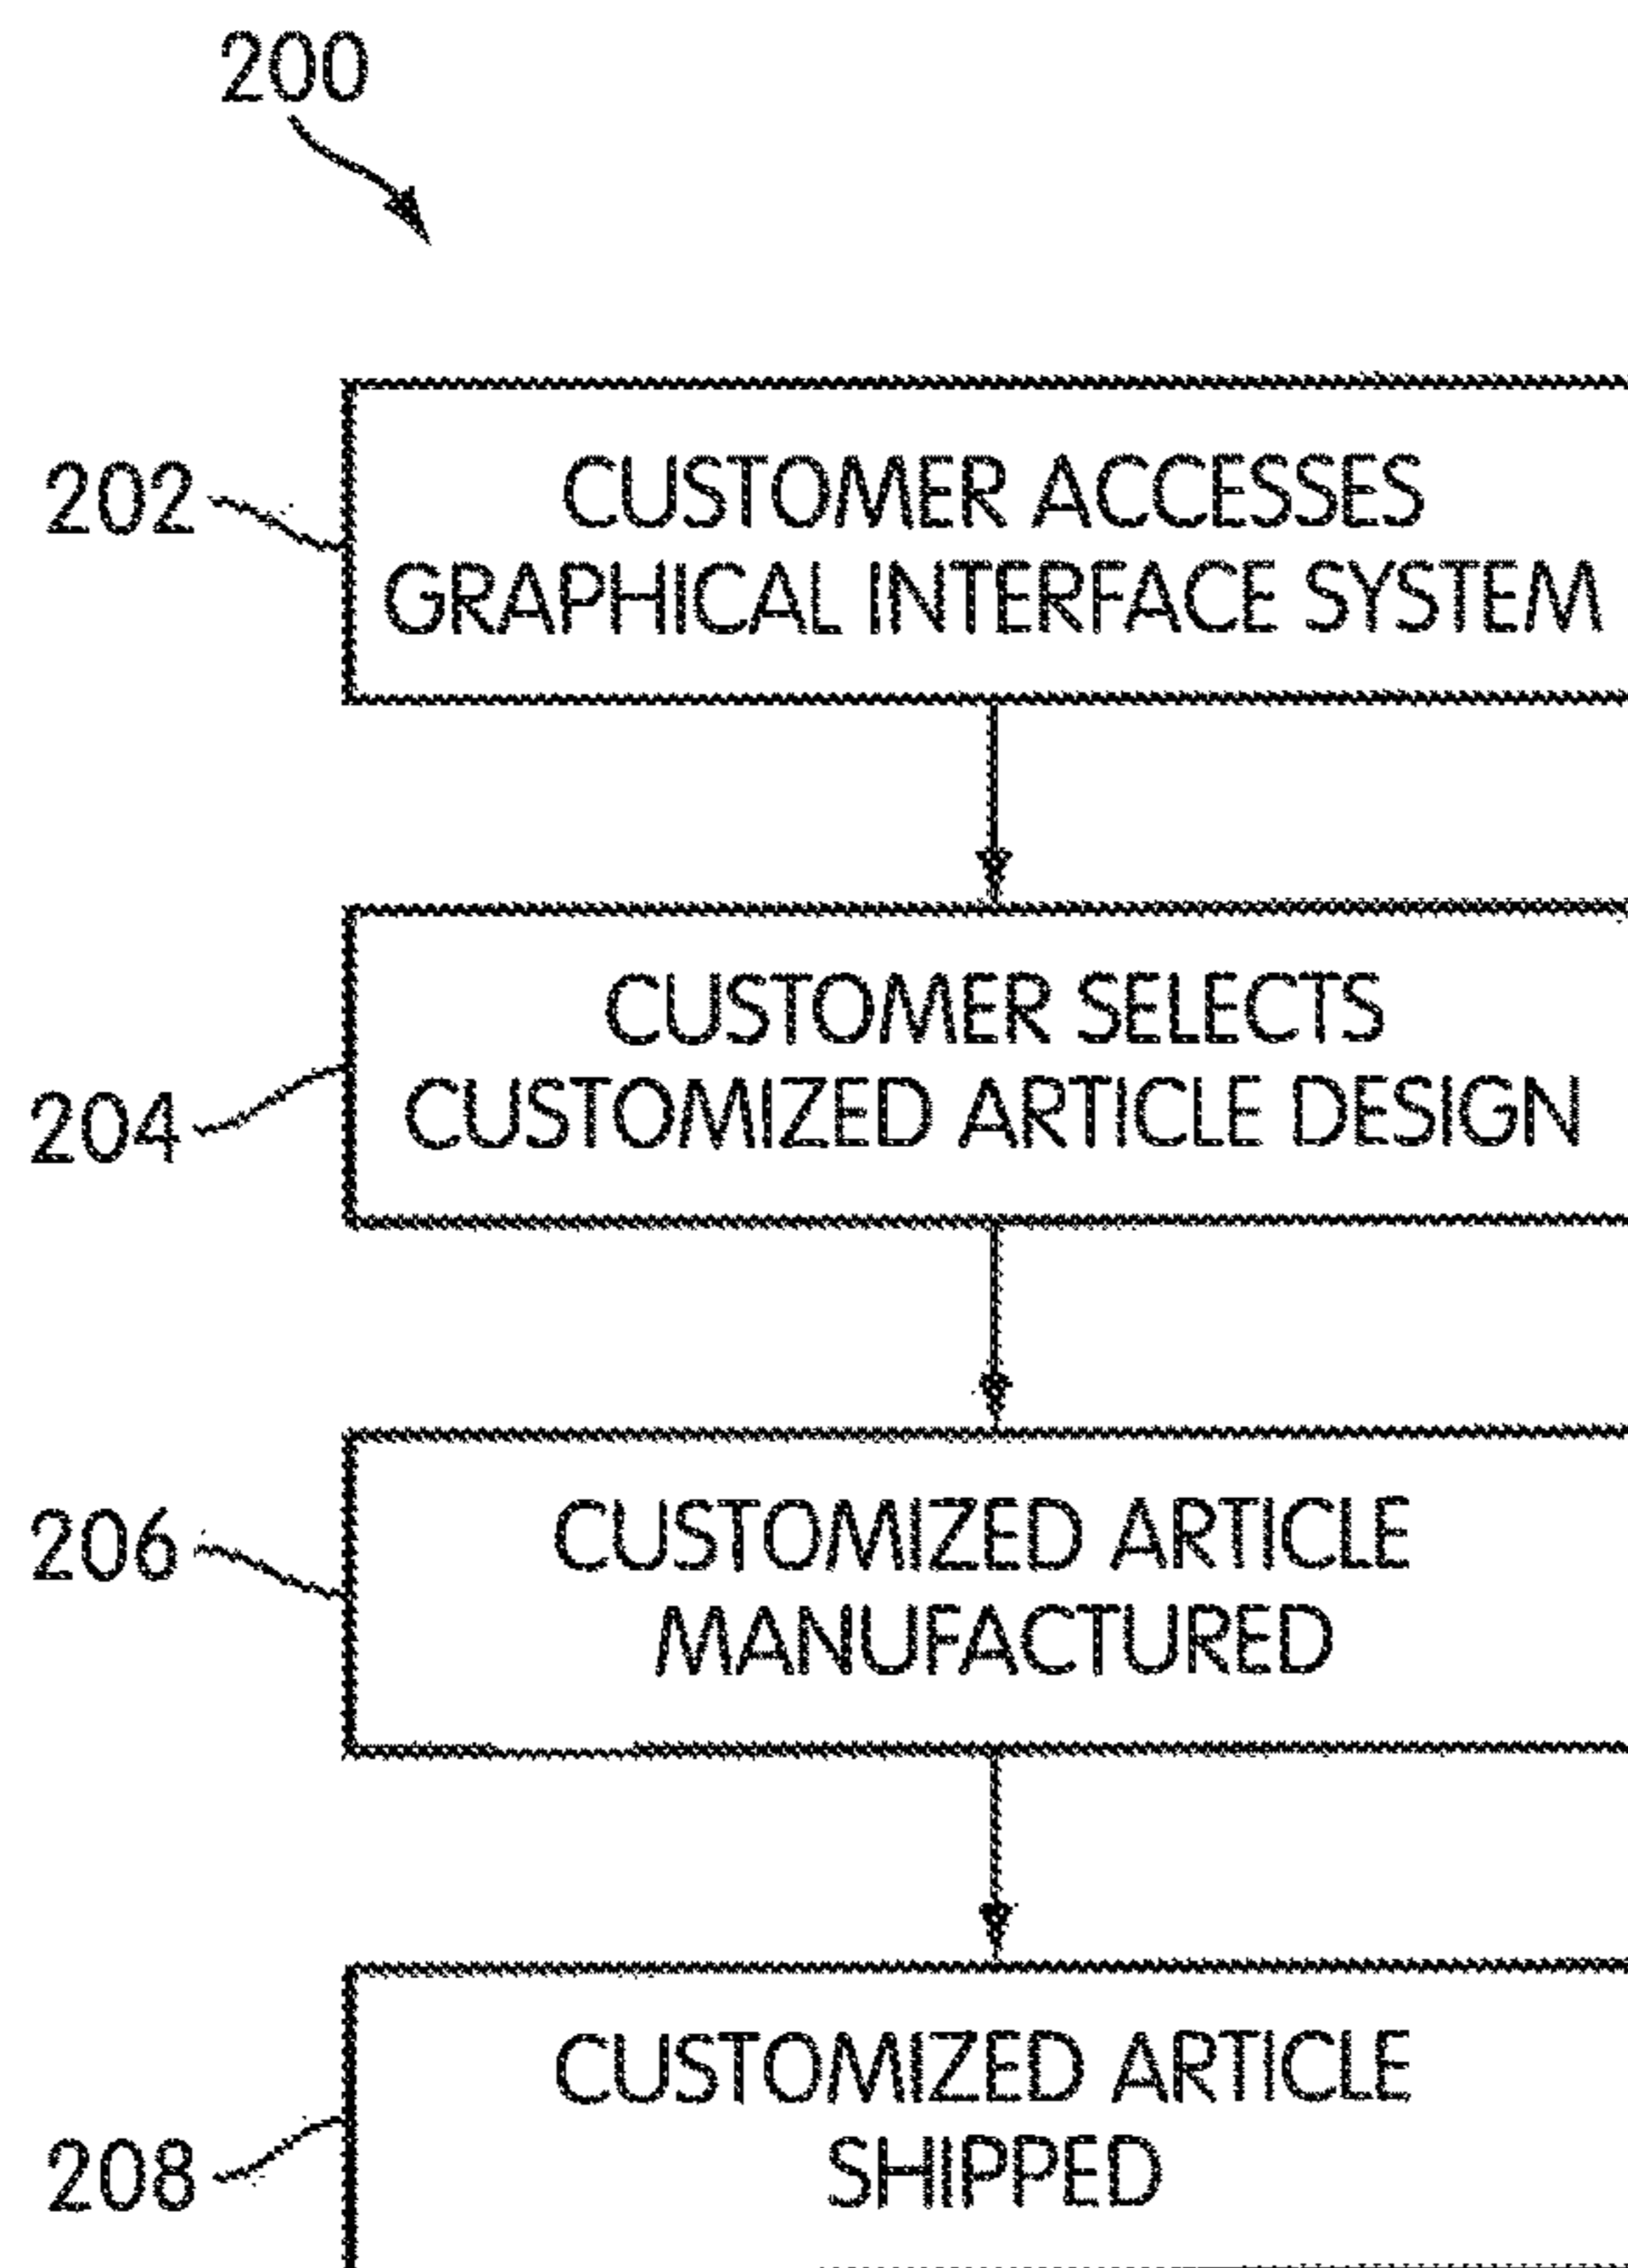 200
202
CUSTOMER ACCESSES
GRAPHICAL INTERFACE SYSTEM
204
CUSTOMER SELECTS
CUSTOMIZED ARTICLE DESIGN
206
CUSTOMIZED ARTICLE
MANUFACTURED
208
CUSTOMIZED ARTICLE
SHIPPED